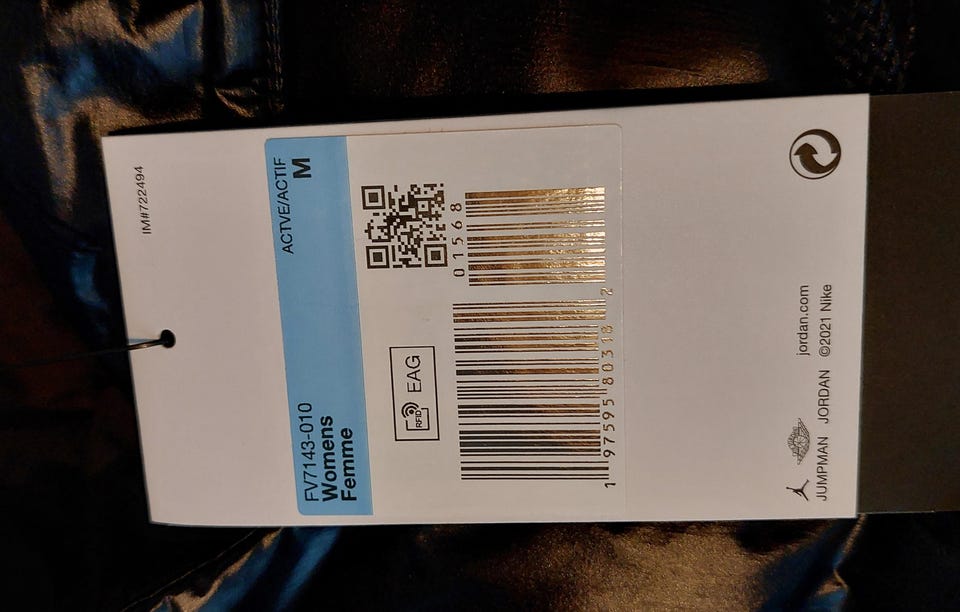 IM#722494
FV7143-010 ACTVE/ACTIF
Womens M
Femme
RFID EAG
01568
1 97595 80318 2
jordan.com
JUMPMAN JORDAN ©2021 Nike